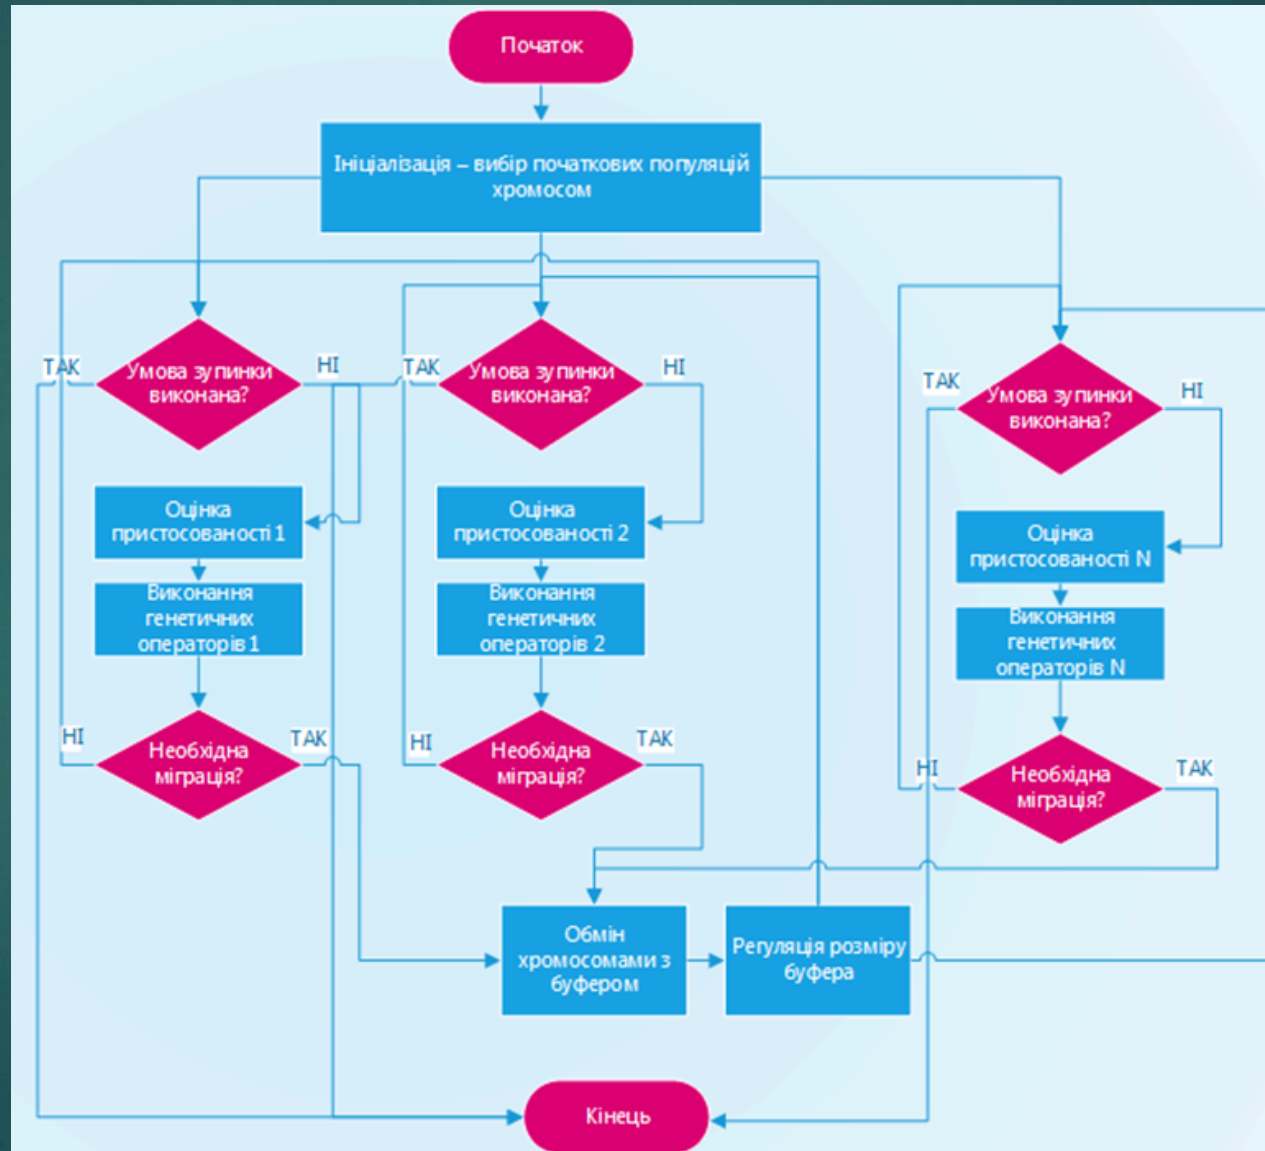 Початок
Ініціалізація – вибір початкових популяцій
хромосом
ТАК
Умова зупинки
виконана?
НІ
ТАК
Умова зупинки
виконана?
НІ
ТАК
Умова зупинки
виконана?
НІ
Оцінка
пристосованості 1
Оцінка
пристосованості 2
Оцінка
пристосованості N
Виконання
генетичних
операторів 1
Виконання
генетичних
операторів 2
Виконання
генетичних
операторів N
НІ
Необхідна
міграція?
ТАК
НІ
Необхідна
міграція?
ТАК
НІ
Необхідна
міграція?
ТАК
Обмін
хромосомами з
буфером
Регуляція розміру
буфера
Кінець